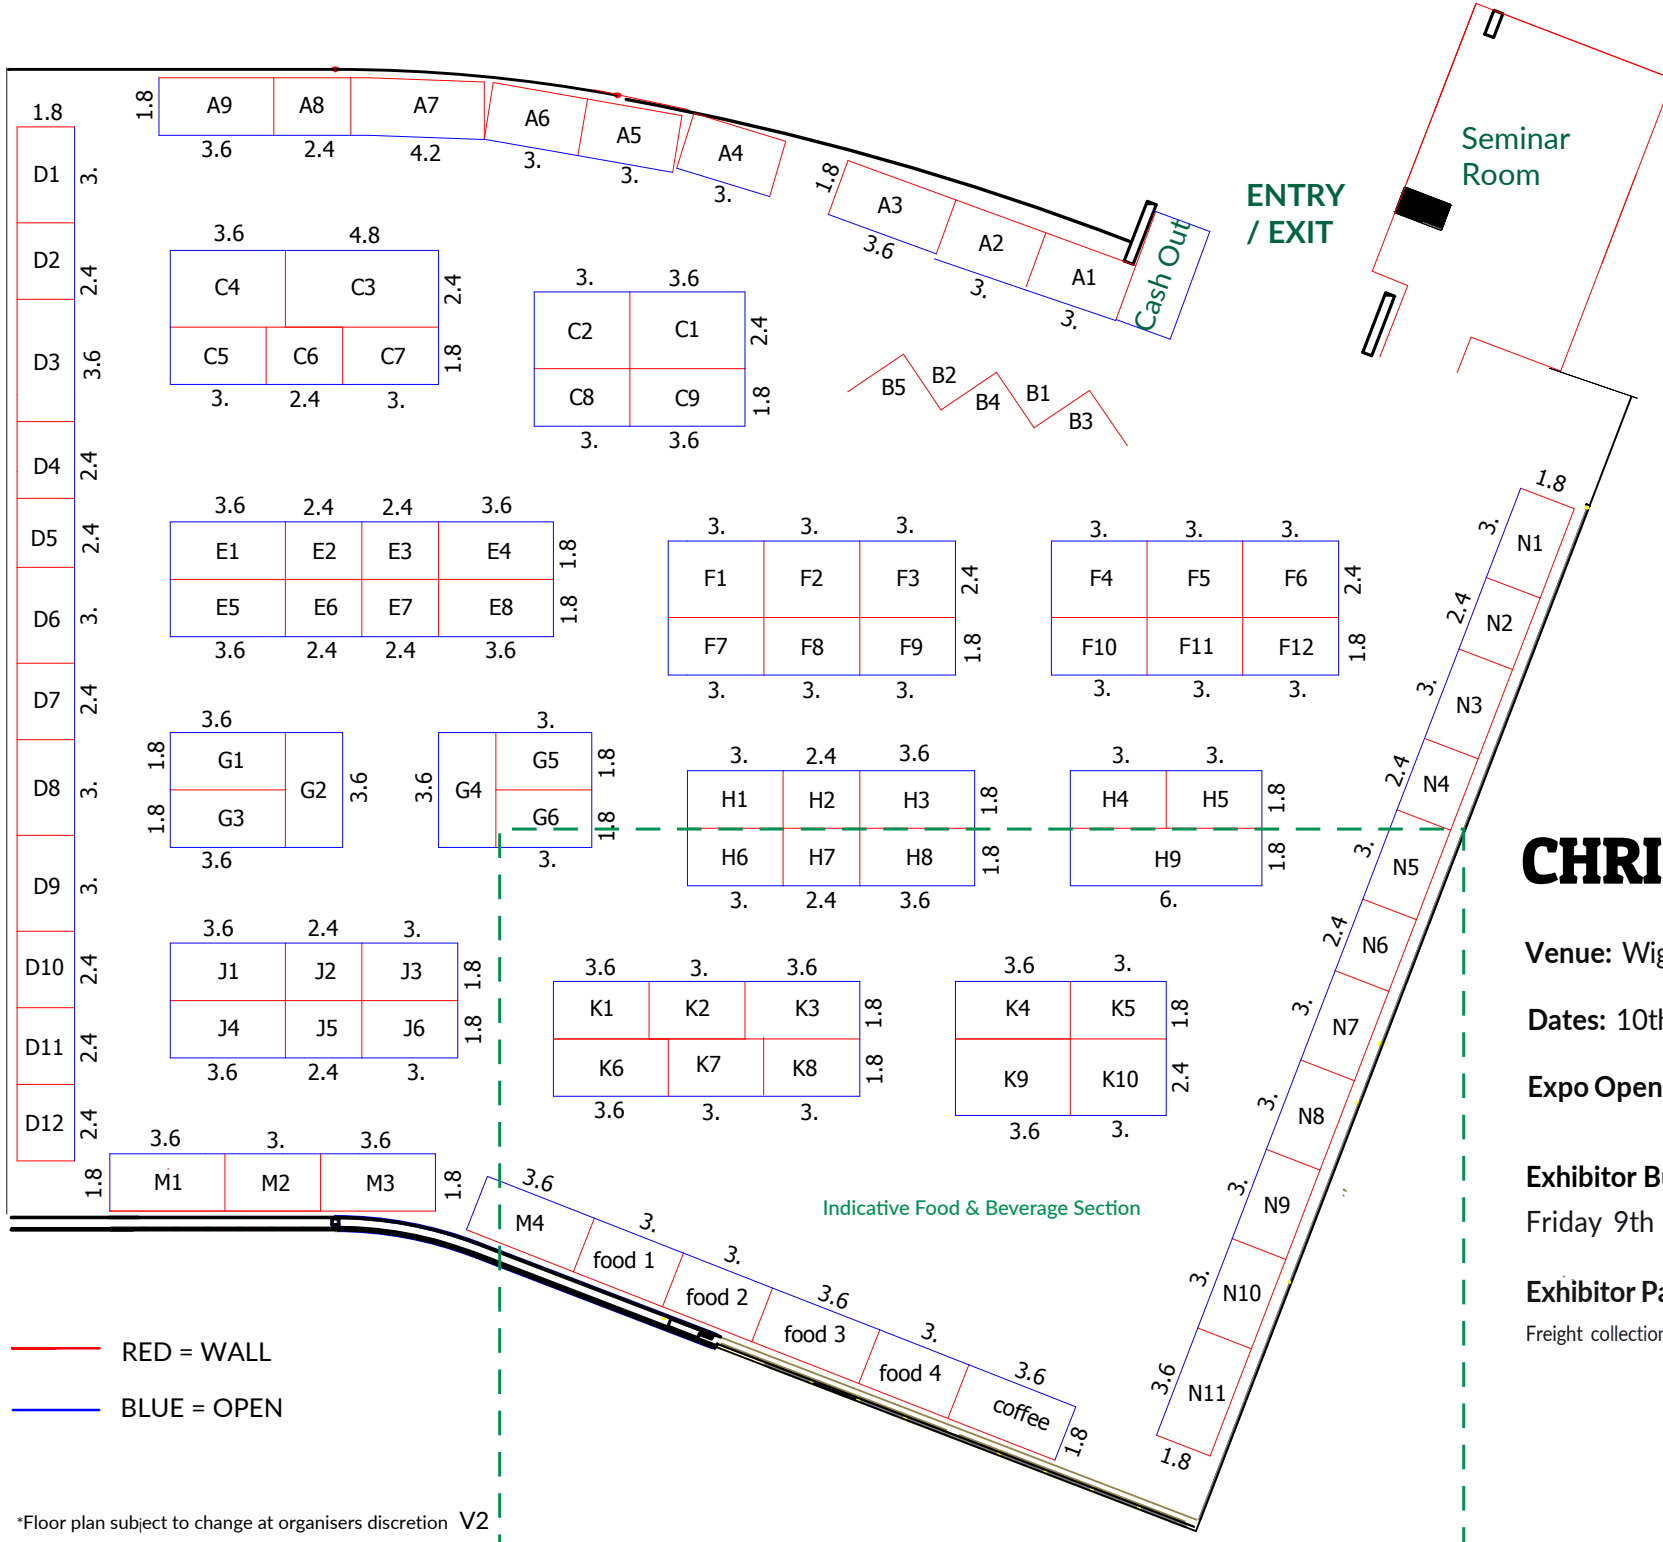 1.8
A9
A8
A7
A6
A5
A4
1.8
3.6
2.4
4.2
3.
3.
3.
1.8
A3
A2
A1
3.6
3.
3.
Cash Out
ENTRY
/ EXIT
Seminar
Room
D1
3.
D2
2.4
D3
3.6
D4
2.4
D5
2.4
D6
3.
D7
2.4
D8
3.
D9
3.
D10
2.4
D11
2.4
D12
2.4
3.6
4.8
C4
C3
2.4
C5
C6
C7
1.8
3.
2.4
3.
3.
3.6
C2
C1
2.4
C8
C9
1.8
3.
3.6
B5
B2
B4
B1
B3
3.6
2.4
2.4
3.6
E1
E2
E3
E4
1.8
E5
E6
E7
E8
1.8
3.6
2.4
2.4
3.6
3.
3.
3.
F1
F2
F3
2.4
F7
F8
F9
1.8
3.
3.
3.
3.
3.
3.
F4
F5
F6
2.4
F10
F11
F12
1.8
3.
3.
3.
1.8
3.
N1
2.4
N2
3.
N3
2.4
N4
3.
N5
2.4
N6
3.
N7
3.
N8
3.
N9
3.
N10
3.6
N11
1.8
3.6
1.8
G1
G2
3.6
1.8
G3
3.6
3.
3.6
G4
G5
1.8
G6
1.8
3.
3.
2.4
3.6
H1
H2
H3
1.8
H6
H7
H8
1.8
3.
2.4
3.6
3.
3.
H4
H5
1.8
H9
1.8
6.
3.6
2.4
3.
J1
J2
J3
1.8
J4
J5
J6
1.8
3.6
2.4
3.
3.6
3.
3.6
K1
K2
K3
1.8
K6
K7
K8
1.8
3.6
3.
3.
3.6
3.
K4
K5
1.8
K9
K10
2.4
3.6
3.
3.6
3.
3.6
1.8
M1
M2
M3
1.8
3.6
M4
3.
food 1
3.
food 2
3.6
food 3
3.
food 4
3.6
coffee
1.8
Indicative Food & Beverage Section
CHRI
Venue: Wig
Dates: 10th
Expo Open
Exhibitor Bu
Friday 9th
Exhibitor Pa
Freight collection
RED = WALL
BLUE = OPEN
*Floor plan subject to change at organisers discretion V2